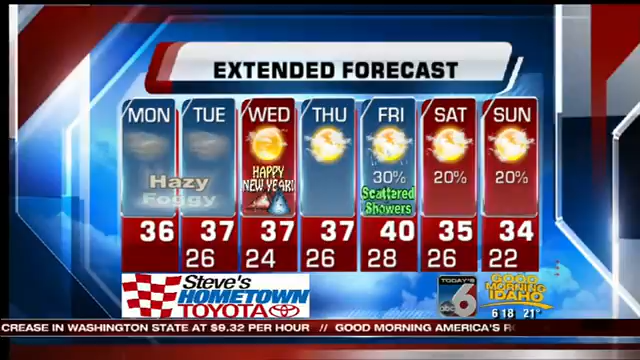 EXTENDED FORECAST
MON TUE WED THU FRI SAT SUN
Hazy
Foggy
HAPPY
NEW YEAR!
30% 20% 20%
Scattered
Showers
36 37 37 37 40 35 34
26 24 26 28 26 22
Steve's
HOMETOWN
TOYOTA
TODAY'S
abc 6
GOOD
MORNING
IDAHO
6 18 21°
CREASE IN WASHINGTON STATE AT $9.32 PER HOUR // GOOD MORNING AMERICA'S